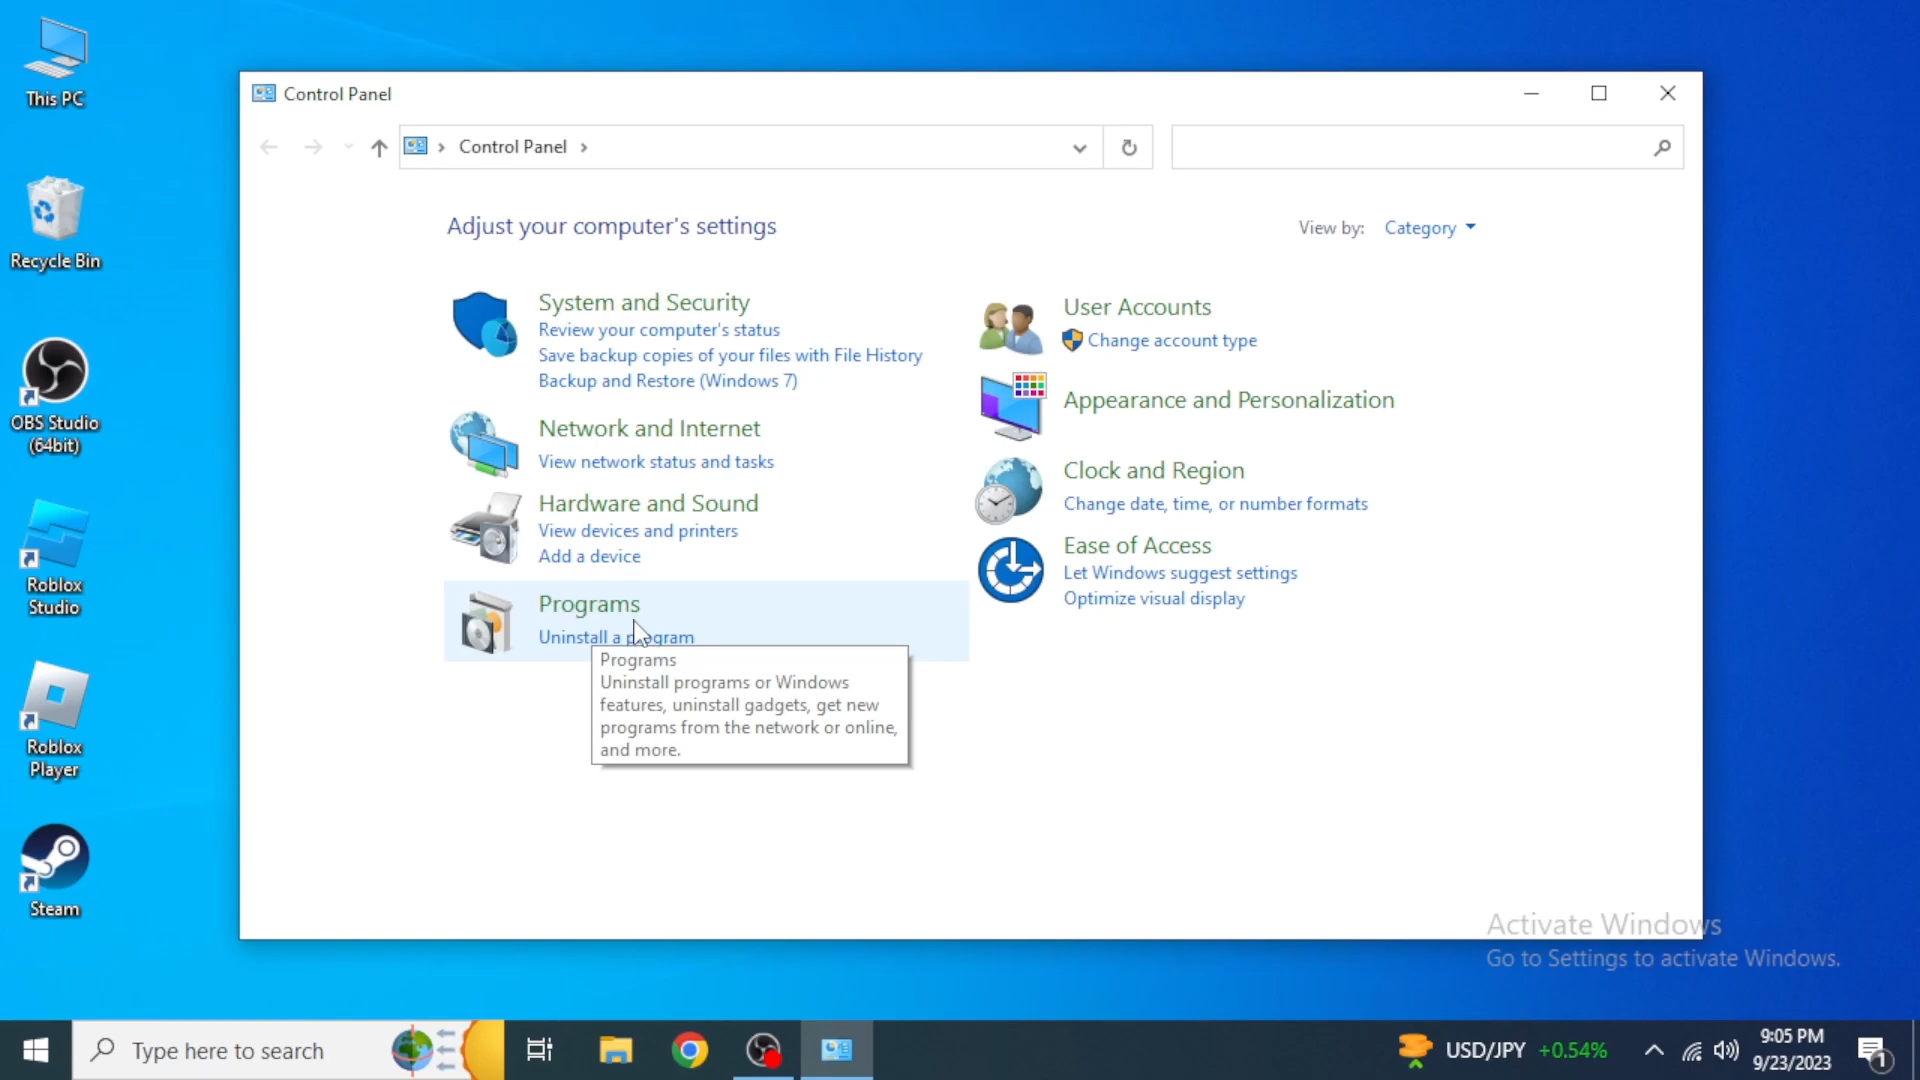 This PC
Recycle Bin
OBS Studio
(64bit)
Roblox
Studio
Roblox
Player
Steam
Control Panel
Control Panel
Adjust your computer's settings
View by: Category
System and Security
Review your computer's status
Save backup copies of your files with File History
Backup and Restore (Windows 7)
Network and Internet
View network status and tasks
Hardware and Sound
View devices and printers
Add a device
Programs
Uninstall a program
Programs
Uninstall programs or Windows
features, uninstall gadgets, get new
programs from the network or online,
and more.
User Accounts
Change account type
Appearance and Personalization
Clock and Region
Change date, time, or number formats
Ease of Access
Let Windows suggest settings
Optimize visual display
Activate Windows
Go to Settings to activate Windows.
Type here to search
USD/JPY +0.54%
9:05 PM
9/23/2023
1